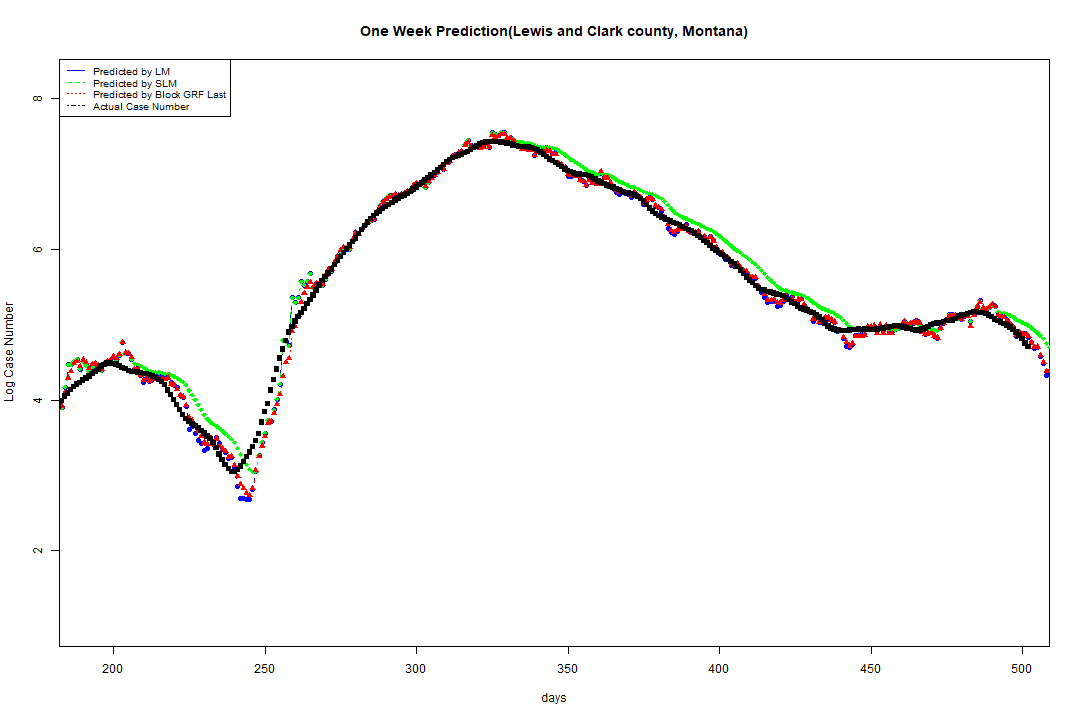 One Week Prediction(Lewis and Clark county, Montana)
Predicted by LM
Predicted by SLM
Predicted by Block GRF Last
Actual Case Number
8
6
4
2
Log Case Number
200 250 300 350 400 450 500
days